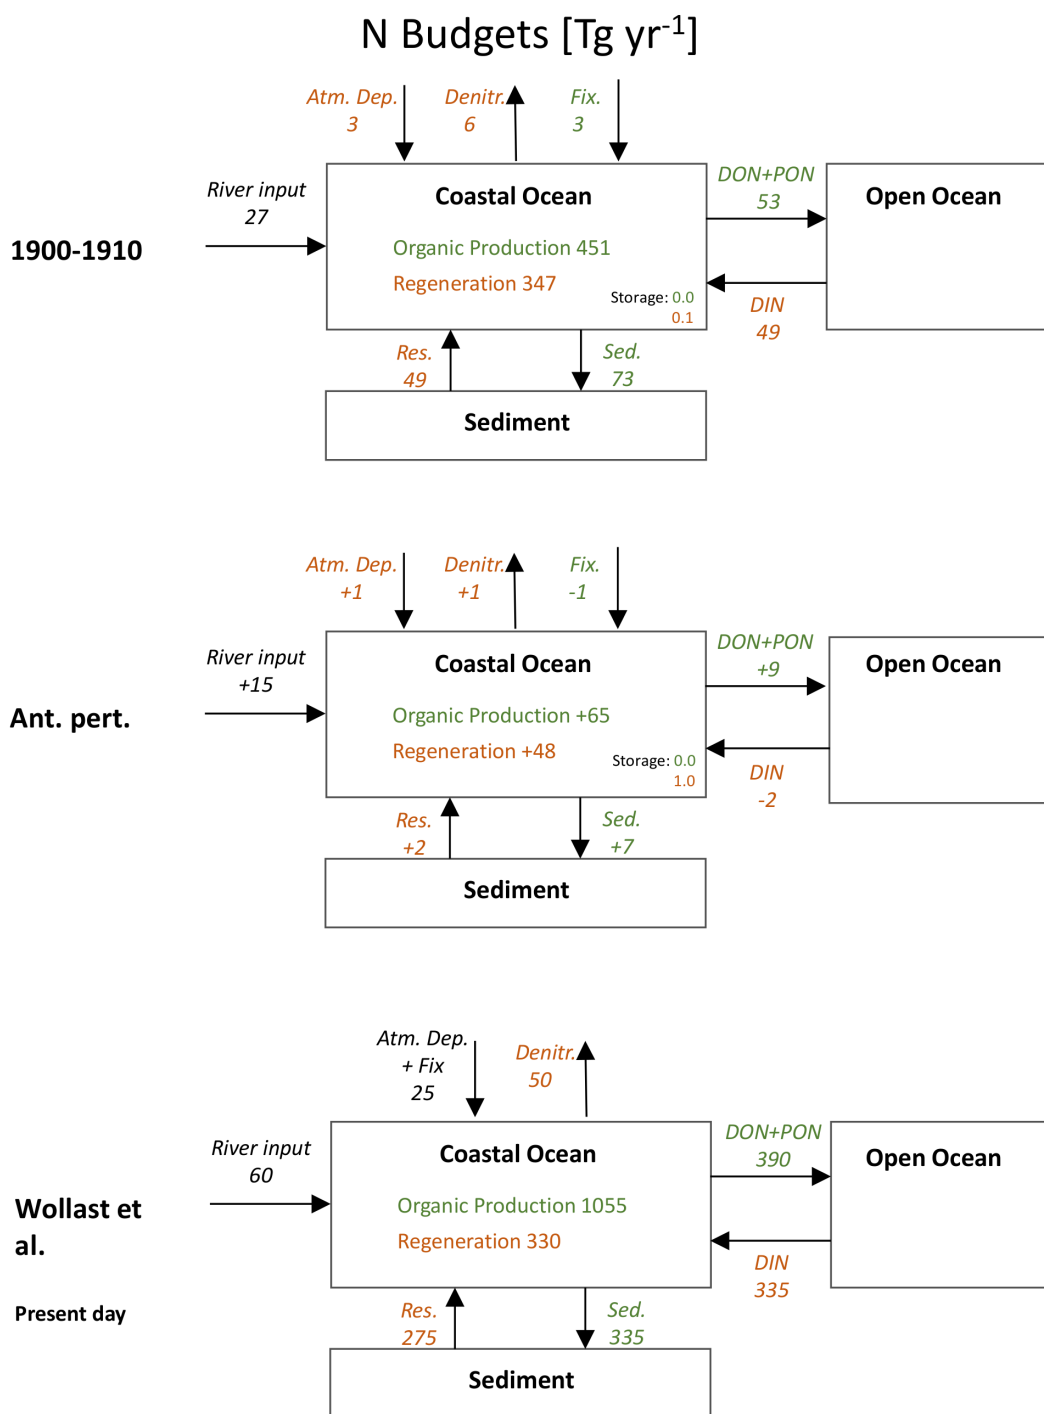 N Budgets [Tg yr-1]
Atm. Dep.
3
Denitr.
6
Fix.
3
River input
27
1900-1910
Coastal Ocean
Organic Production 451
Regeneration 347
Storage: 0.0
0.1
DON+PON
53
DIN
49
Open Ocean
Res.
49
Sed.
73
Sediment
Atm. Dep.
+1
Denitr.
+1
Fix.
-1
River input
+15
Ant. pert.
Coastal Ocean
Organic Production +65
Regeneration +48
Storage: 0.0
1.0
DON+PON
+9
DIN
-2
Open Ocean
Res.
+2
Sed.
+7
Sediment
Atm. Dep.
+ Fix
25
Denitr.
50
River input
60
Wollast et
al.
Present day
Coastal Ocean
Organic Production 1055
Regeneration 330
DON+PON
390
DIN
335
Open Ocean
Res.
275
Sed.
335
Sediment